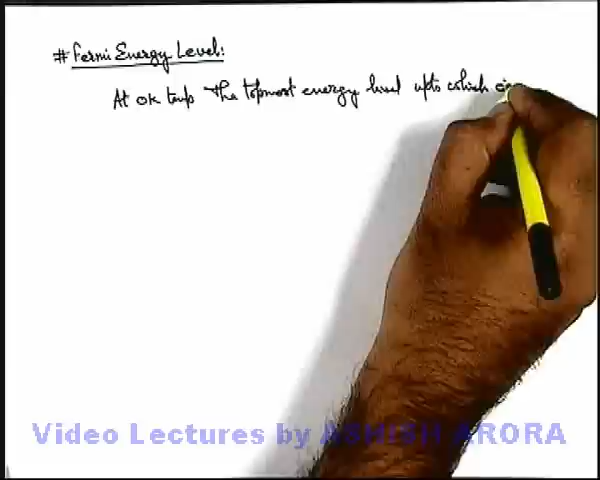 # Fermi Energy Level:
At 0K temp the topmost energy level upto which
Video Lectures by ASHISH ARORA